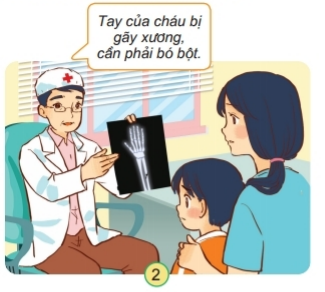 Tay của cháu bị
gãy xương,
cần phải bó bột.
2